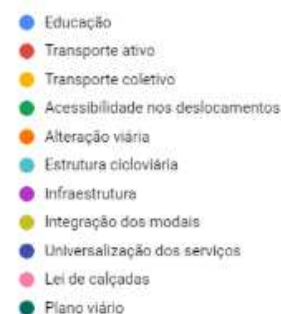 Educação
Transporte ativo
Transporte coletivo
Acessibilidade nos deslocamentos
Alteração viária
Estrutura cicloviária
Infraestrutura
Integração dos modais
Universalização dos serviços
Lei de calçadas
Plano viário